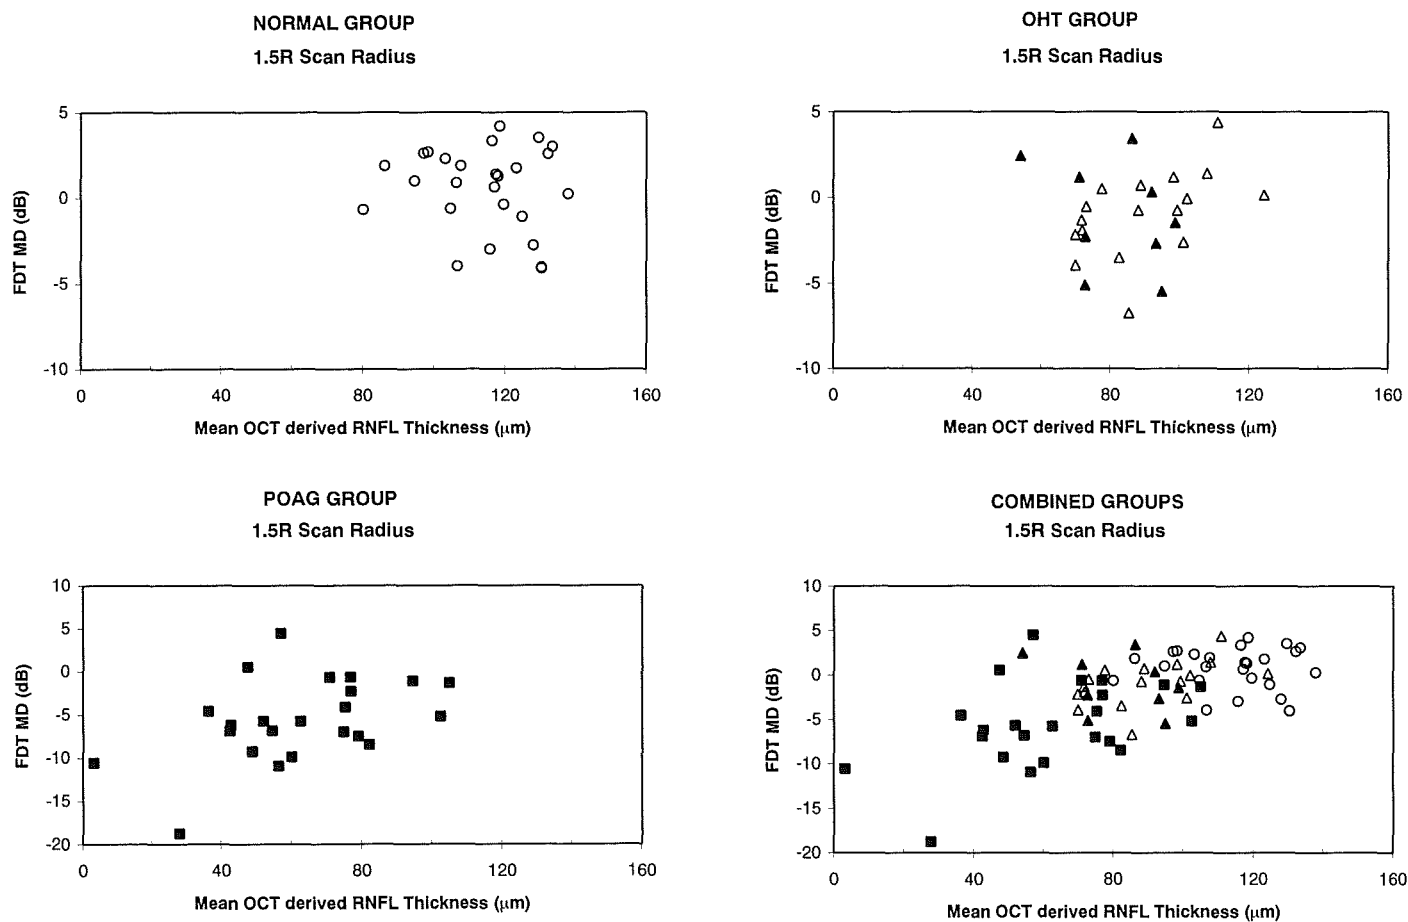 NORMAL GROUP
1.5R Scan Radius
5
0
-5
-10
FDT MD (dB)
0
40
80
120
160
Mean OCT derived RNFL Thickness (μm)
OHT GROUP
1.5R Scan Radius
5
0
-5
-10
FDT MD (dB)
0
40
80
120
160
Mean OCT derived RNFL Thickness (μm)
POAG GROUP
1.5R Scan Radius
10
5
0
-5
-10
-15
-20
FDT MD (dB)
0
40
80
120
160
Mean OCT derived RNFL Thickness (μm)
COMBINED GROUPS
1.5R Scan Radius
10
5
0
-5
-10
-15
-20
FDT MD (dB)
0
40
80
120
160
Mean OCT derived RNFL Thickness (μm)